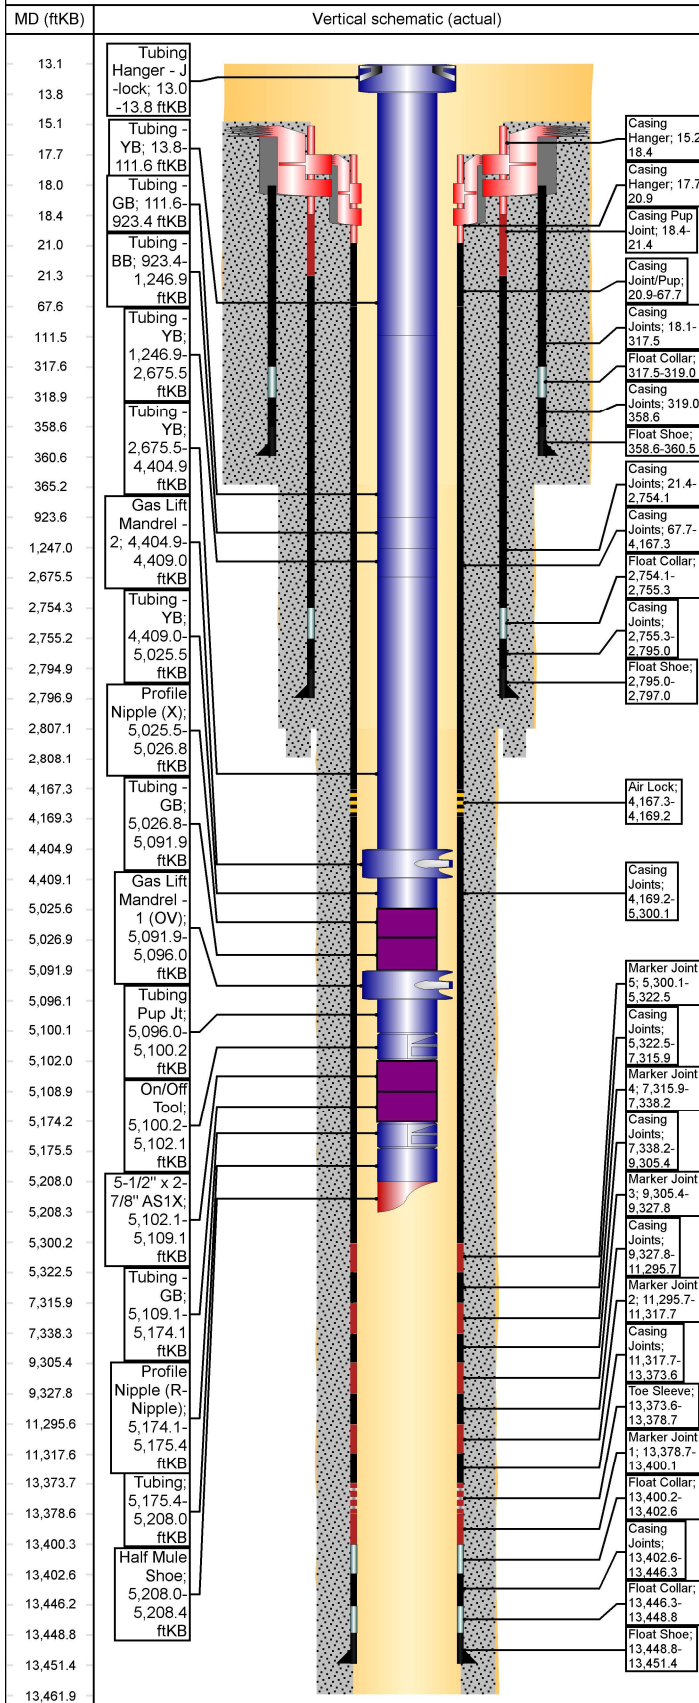 MD (ftKB)
Vertical schematic (actual)
13.1
13.8
15.1
17.7
18.0
18.4
21.0
21.3
67.6
111.5
317.6
318.9
358.6
360.6
365.2
923.6
1,247.0
2,675.5
2,754.3
2,755.2
2,794.9
2,796.9
2,807.1
2,808.1
4,167.3
4,169.3
4,404.9
4,409.1
5,025.6
5,026.9
5,091.9
5,096.1
5,100.1
5,102.0
5,108.9
5,174.2
5,175.5
5,208.0
5,208.3
5,300.2
5,322.5
7,315.9
7,338.3
9,305.4
9,327.8
11,295.6
11,317.6
13,373.7
13,378.6
13,400.3
13,402.6
13,446.2
13,448.8
13,451.4
13,461.9
Tubing
Hanger - J
-lock; 13.0
-13.8 ftKB
Tubing -
YB; 13.8-
111.6 ftKB
Tubing -
GB; 111.6-
923.4 ftKB
Tubing -
BB; 923.4-
1,246.9
ftKB
Tubing -
YB;
1,246.9-
2,675.5
ftKB
Tubing -
YB;
2,675.5-
4,404.9
ftKB
Gas Lift
Mandrel -
2; 4,404.9-
4,409.0
ftKB
Tubing -
YB;
4,409.0-
5,025.5
ftKB
Profile
Nipple (X);
5,025.5-
5,026.8
ftKB
Tubing -
GB;
5,026.8-
5,091.9
ftKB
Gas Lift
Mandrel -
1 (OV);
5,091.9-
5,096.0
ftKB
Tubing
Pup Jt;
5,096.0-
5,100.2
ftKB
On/Off
Tool;
5,100.2-
5,102.1
ftKB
5-1/2" x 2-
7/8" AS1X;
5,102.1-
5,109.1
ftKB
Tubing -
GB;
5,109.1-
5,174.1
ftKB
Profile
Nipple (R-
Nipple);
5,174.1-
5,175.4
ftKB
Tubing;
5,175.4-
5,208.0
ftKB
Half Mule
Shoe;
5,208.0-
5,208.4
ftKB
Casing
Hanger; 15.2
18.4
Casing
Hanger; 17.7
20.9
Casing Pup
Joint; 18.4-
21.4
Casing
Joint/Pup;
20.9-67.7
Casing
Joints; 18.1-
317.5
Float Collar;
317.5-319.0
Casing
Joints; 319.0
358.6
Float Shoe;
358.6-360.5
Casing
Joints; 21.4-
2,754.1
Casing
Joints; 67.7-
4,167.3
Float Collar;
2,754.1-
2,755.3
Casing
Joints;
2,755.3-
2,795.0
Float Shoe;
2,795.0-
2,797.0
Air Lock;
4,167.3-
4,169.2
Casing
Joints;
4,169.2-
5,300.1
Marker Joint
5; 5,300.1-
5,322.5
Casing
Joints;
5,322.5-
7,315.9
Marker Joint
4; 7,315.9-
7,338.2
Casing
Joints;
7,338.2-
9,305.4
Marker Joint
3; 9,305.4-
9,327.8
Casing
Joints;
9,327.8-
11,295.7
Marker Joint
2; 11,295.7-
11,317.7
Casing
Joints;
11,317.7-
13,373.6
Toe Sleeve;
13,373.6-
13,378.7
Marker Joint
1; 13,378.7-
13,400.1
Float Collar;
13,400.2-
13,402.6
Casing
Joints;
13,402.6-
13,446.3
Float Collar;
13,446.3-
13,448.8
Float Shoe;
13,448.8-
13,451.4